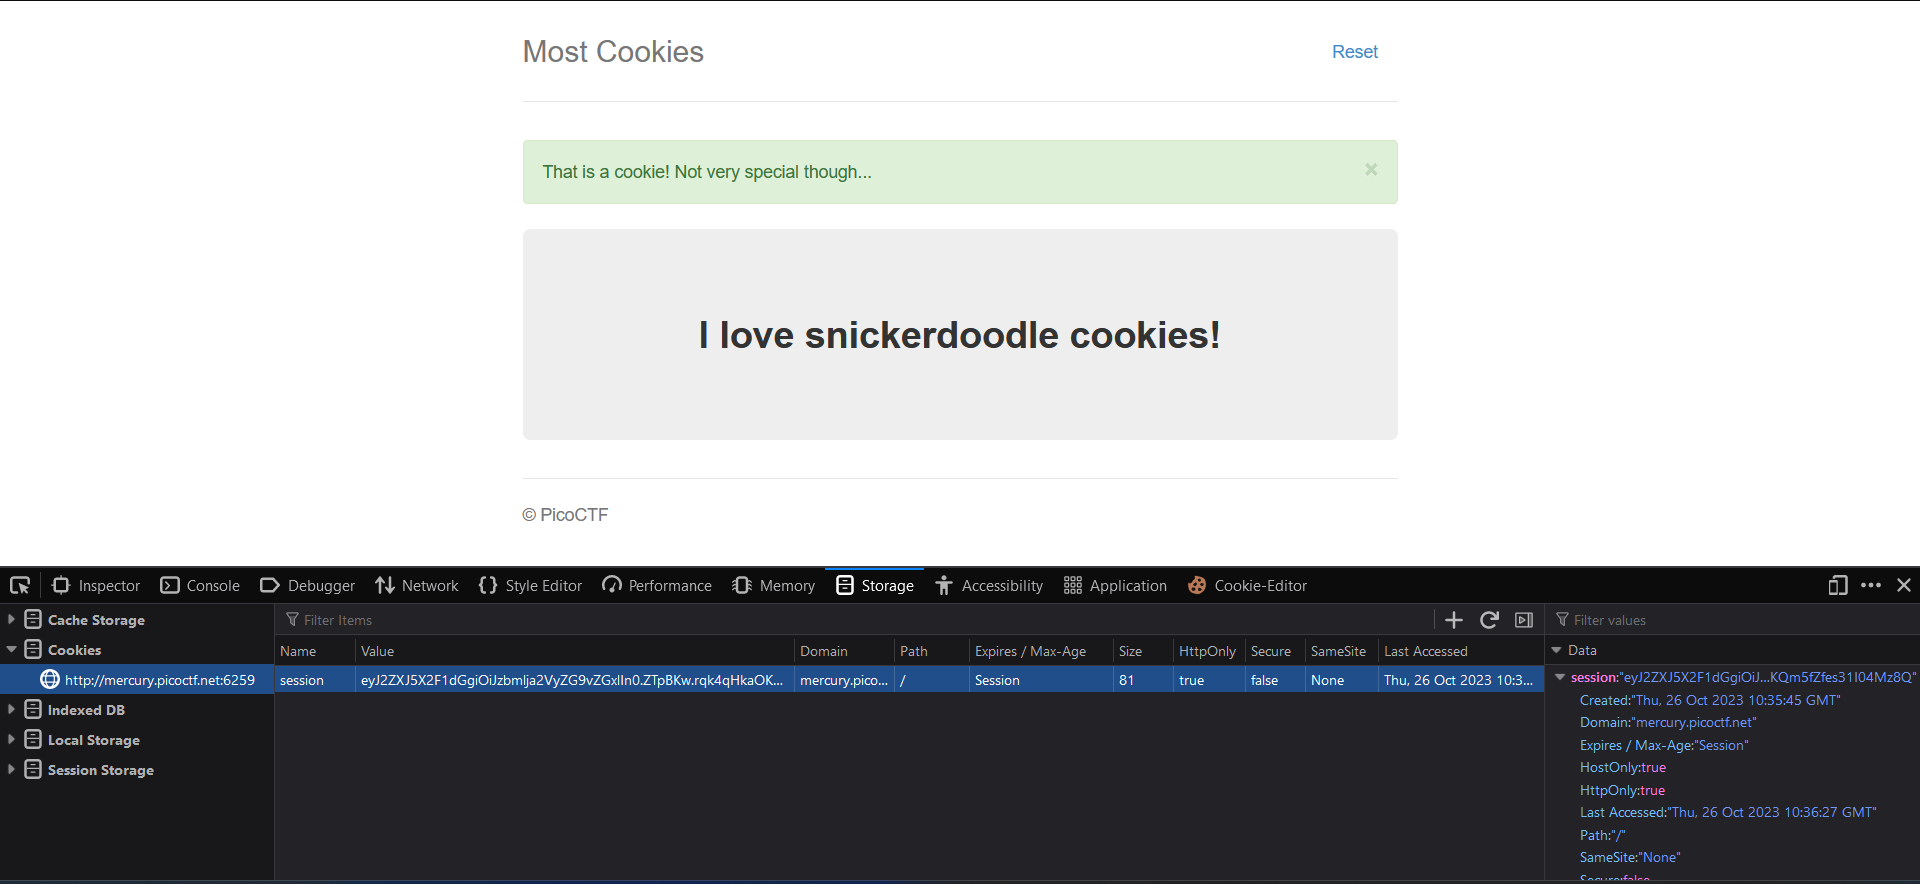 Most Cookies
Reset
That is a cookie! Not very special though...
×
I love snickerdoodle cookies!
© PicoCTF
Inspector Console Debugger Network Style Editor Performance Memory Storage Accessibility Application Cookie-Editor
Cache Storage
Cookies
http://mercury.picoctf.net:6259
Indexed DB
Local Storage
Session Storage
Filter Items
Name Value Domain Path Expires / Max-Age Size HttpOnly Secure SameSite Last Accessed
session eyJ2ZXJ5X2F1dGgiOiJzbmlja2VyZG9vZGxlIn0.ZTpBKw.rqk4qHkaOK... mercury.pico... / Session 81 true false None Thu, 26 Oct 2023 10:3...
Filter values
Data
session:"eyJ2ZXJ5X2F1dGgiOiJ...KQm5fZfes31I04Mz8Q"
Created:"Thu, 26 Oct 2023 10:35:45 GMT"
Domain:"mercury.picoctf.net"
Expires / Max-Age:"Session"
HostOnly:true
HttpOnly:true
Last Accessed:"Thu, 26 Oct 2023 10:36:27 GMT"
Path:"/"
SameSite:"None"
Secure:false